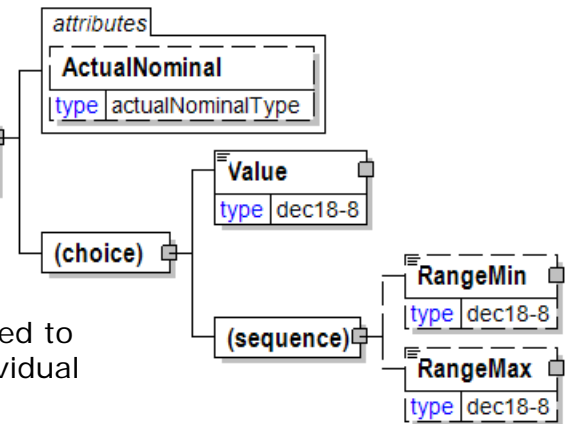 attributes
ActualNominal
type actualNominalType
Value
type dec18-8
(choice)
RangeMin
type dec18-8
(sequence)
RangeMax
type dec18-8
ed to
vidual